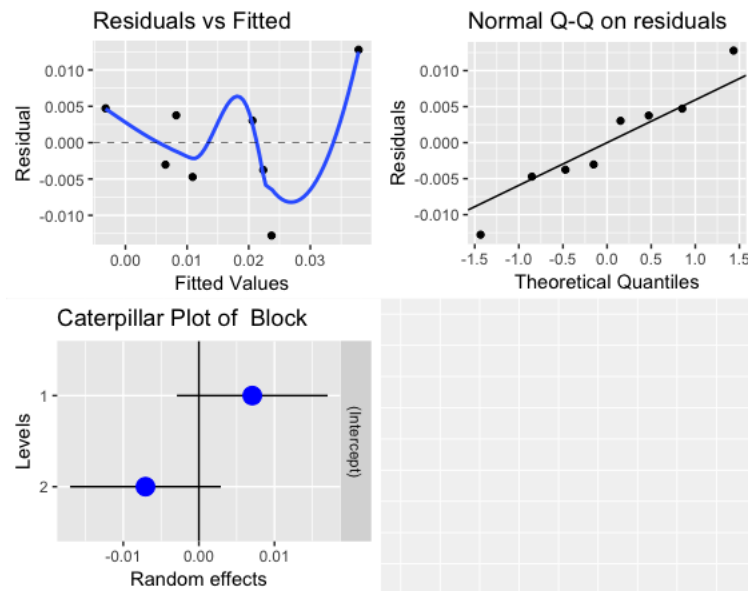 Residuals vs Fitted
0.010
0.005
0.000
-0.005
-0.010
Residual
0.00
0.01
0.02
0.03
Fitted Values
Normal Q-Q on residuals
0.010
0.005
0.000
-0.005
-0.010
Residuals
-1.5
-1.0
-0.5
0.0
0.5
1.0
1.5
Theoretical Quantiles
Caterpillar Plot of Block
1
2
Levels
(Intercept)
-0.01
0.00
0.01
Random effects